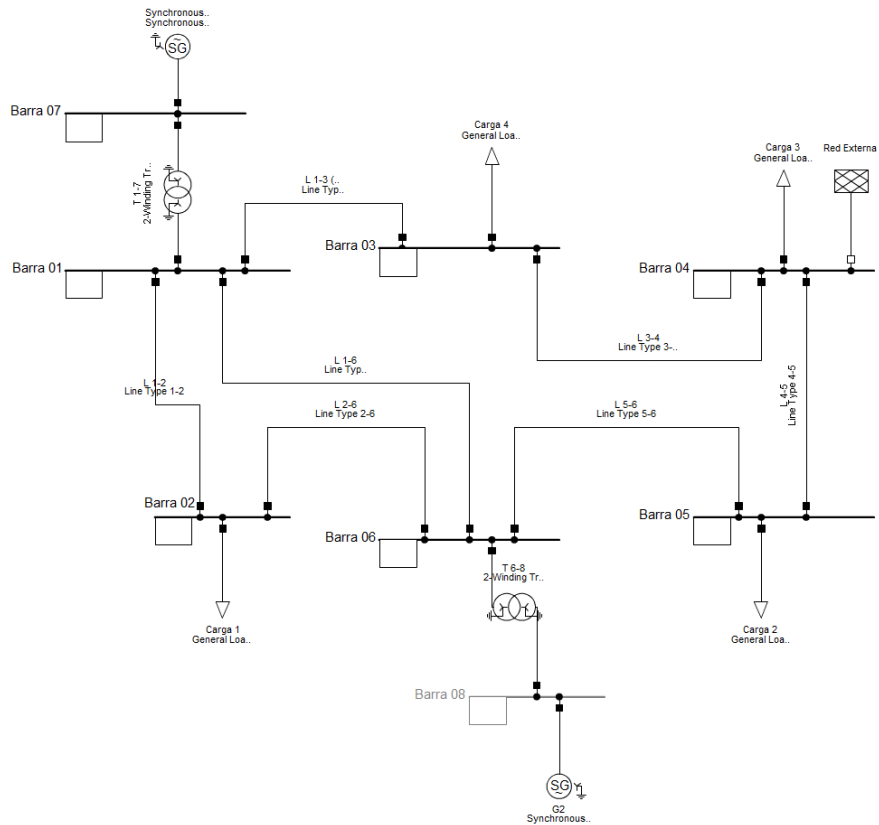 Synchronous..
Synchronous..
SG
Barra 07
T 1-7
2-Winding Tr..
Carga 4
General Loa..
Carga 3
General Loa..
Red Externa
L 1-3 (..
Line Typ..
Barra 03
Barra 01
Barra 04
L 3-4
Line Type 3-..
L 1-6
Line Typ..
L 1-2
Line Type 1-2
L 4-5
Line Type 4-5
L 2-6
Line Type 2-6
L 5-6
Line Type 5-6
Barra 02
Barra 05
Barra 06
T 6-8
2-Winding Tr..
Carga 1
General Loa..
Carga 2
General Loa..
Barra 08
SG
G2
Synchronous..